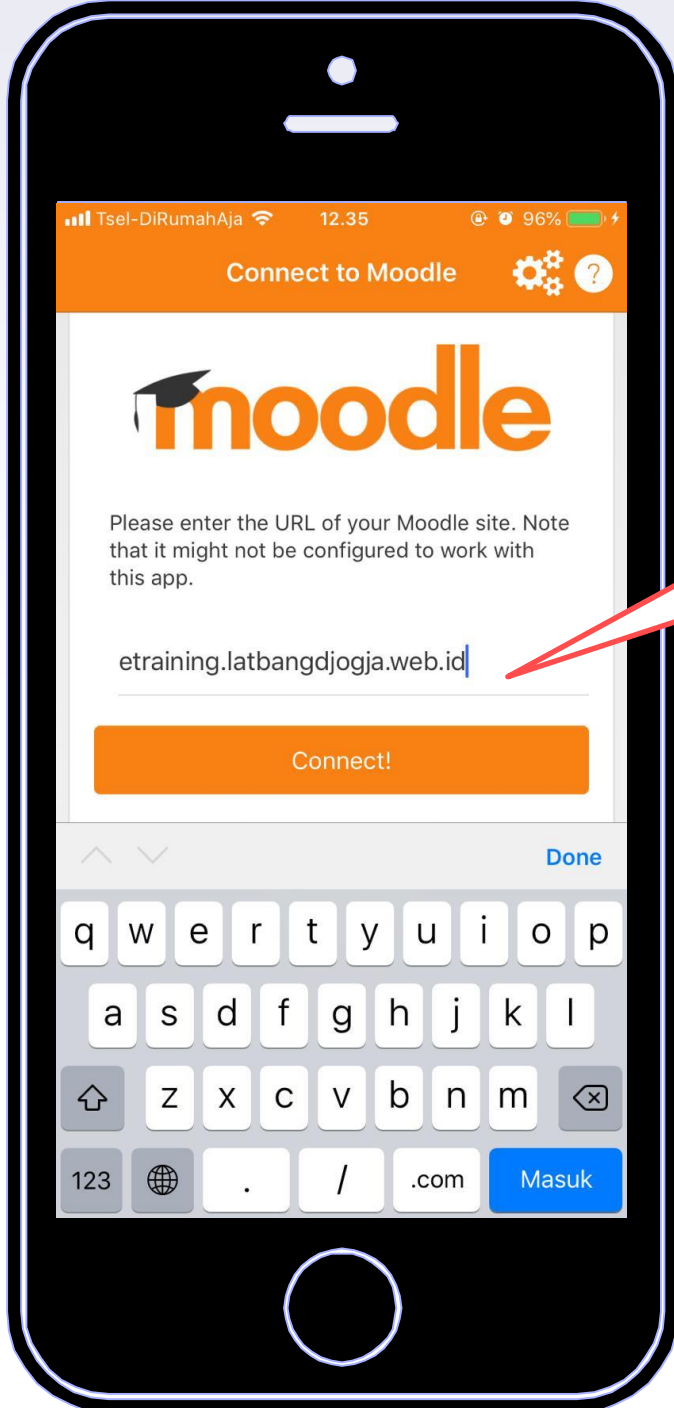 Tsel-DiRumahAja 12.35 96%
Connect to Moodle ?
moodle
Please enter the URL of your Moodle site. Note
that it might not be configured to work with
this app.
etraining.latbangdjogja.web.id
Connect!
Done
q w e r t y u i o p
a s d f g h j k l
z x c v b n m
123 . / .com Masuk